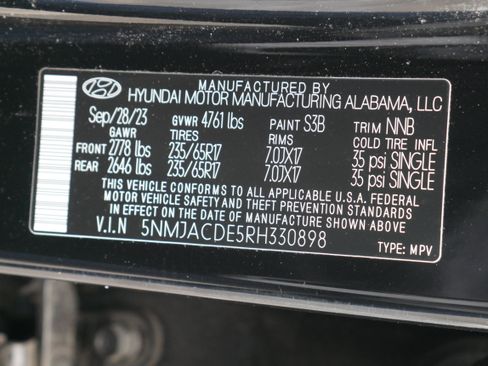 MANUFACTURED BY
HYUNDAI MOTOR MANUFACTURING ALABAMA, LLC
Sep/28/23 GVWR 4761 lbs PAINT S3B TRIM NNB
GAWR TIRES RIMS COLD TIRE INFL
FRONT 2778 lbs 235/65R17 7.0JX17 35 psi SINGLE
REAR 2646 lbs 235/65R17 7.0JX17 35 psi SINGLE
THIS VEHICLE CONFORMS TO ALL APPLICABLE U.S.A. FEDERAL
MOTOR VEHICLE SAFETY AND THEFT PREVENTION STANDARDS
IN EFFECT ON THE DATE OF MANUFACTURE SHOWN ABOVE
V.I.N 5NMJACDE5RH330898 TYPE: MPV